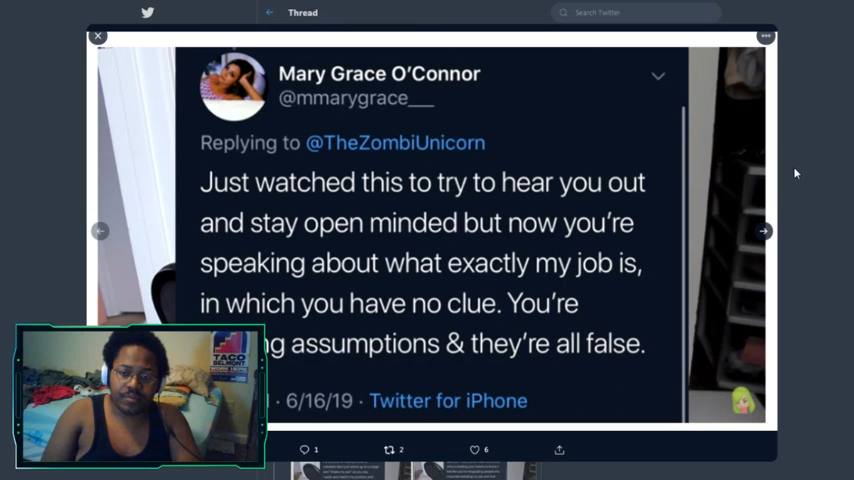 Thread
Search Twitter
Mary Grace O'Connor
@mmarygrace___
Replying to @TheZombiUnicorn
Just watched this to try to hear you out
and stay open minded but now you're
speaking about what exactly my job is,
in which you have no clue. You're
assumptions & they're all false.
· 6/16/19 · Twitter for iPhone
TACO
BELMONT
WORK HERE
1
2
6